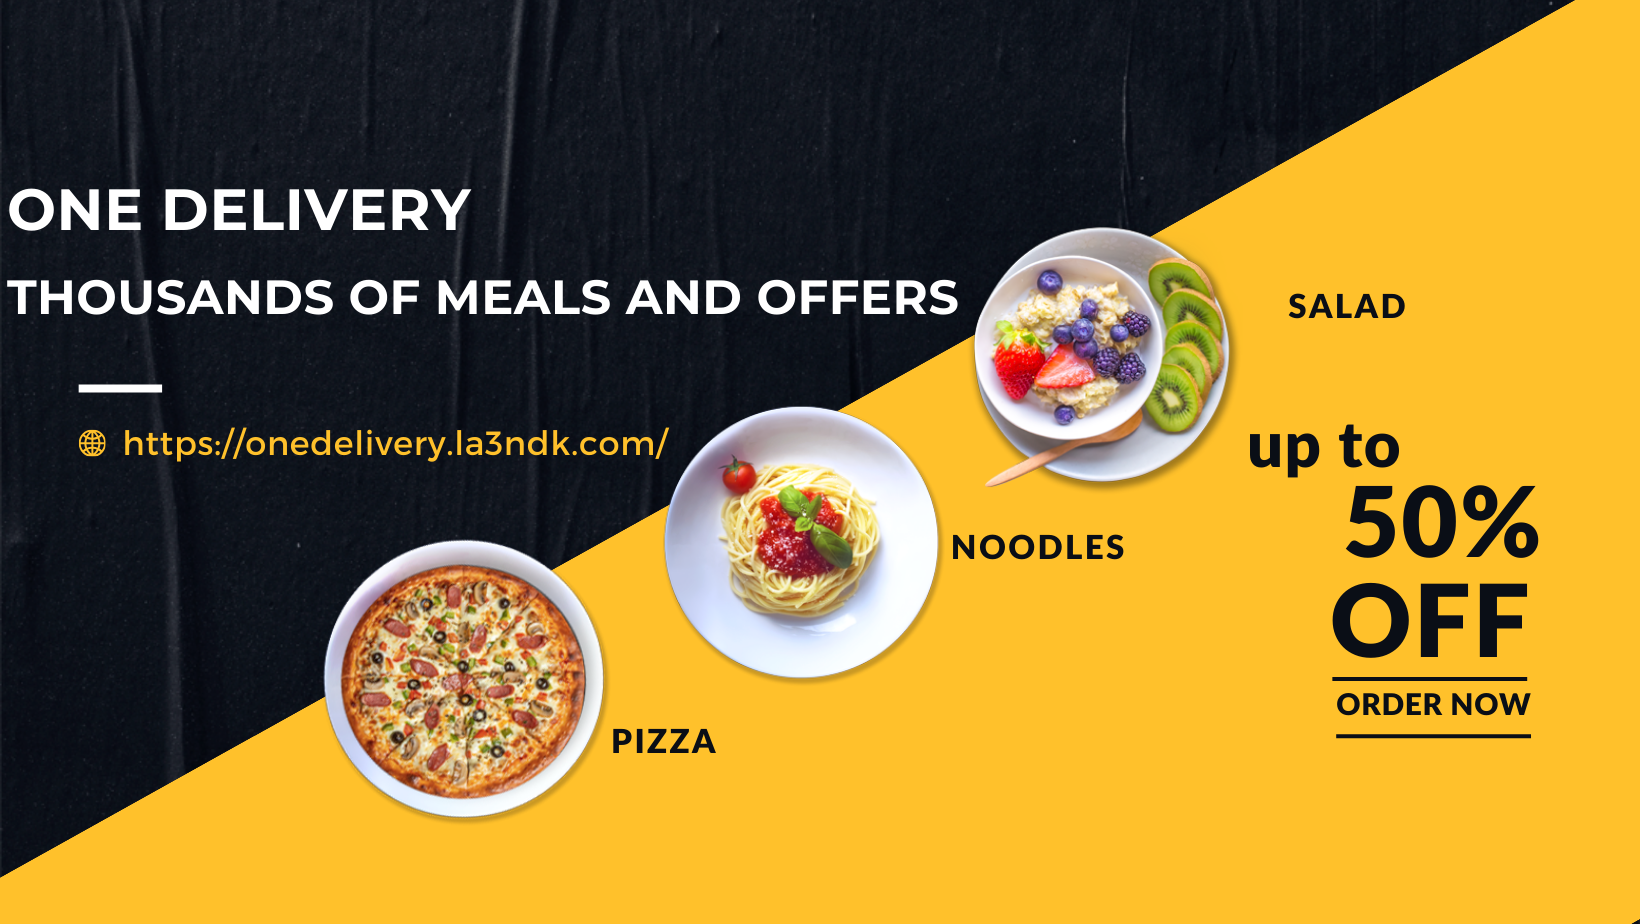 ONE DELIVERY
THOUSANDS OF MEALS AND OFFERS
https://onedelivery.la3ndk.com/
SALAD
NOODLES
PIZZA
up to
50%
OFF
ORDER NOW